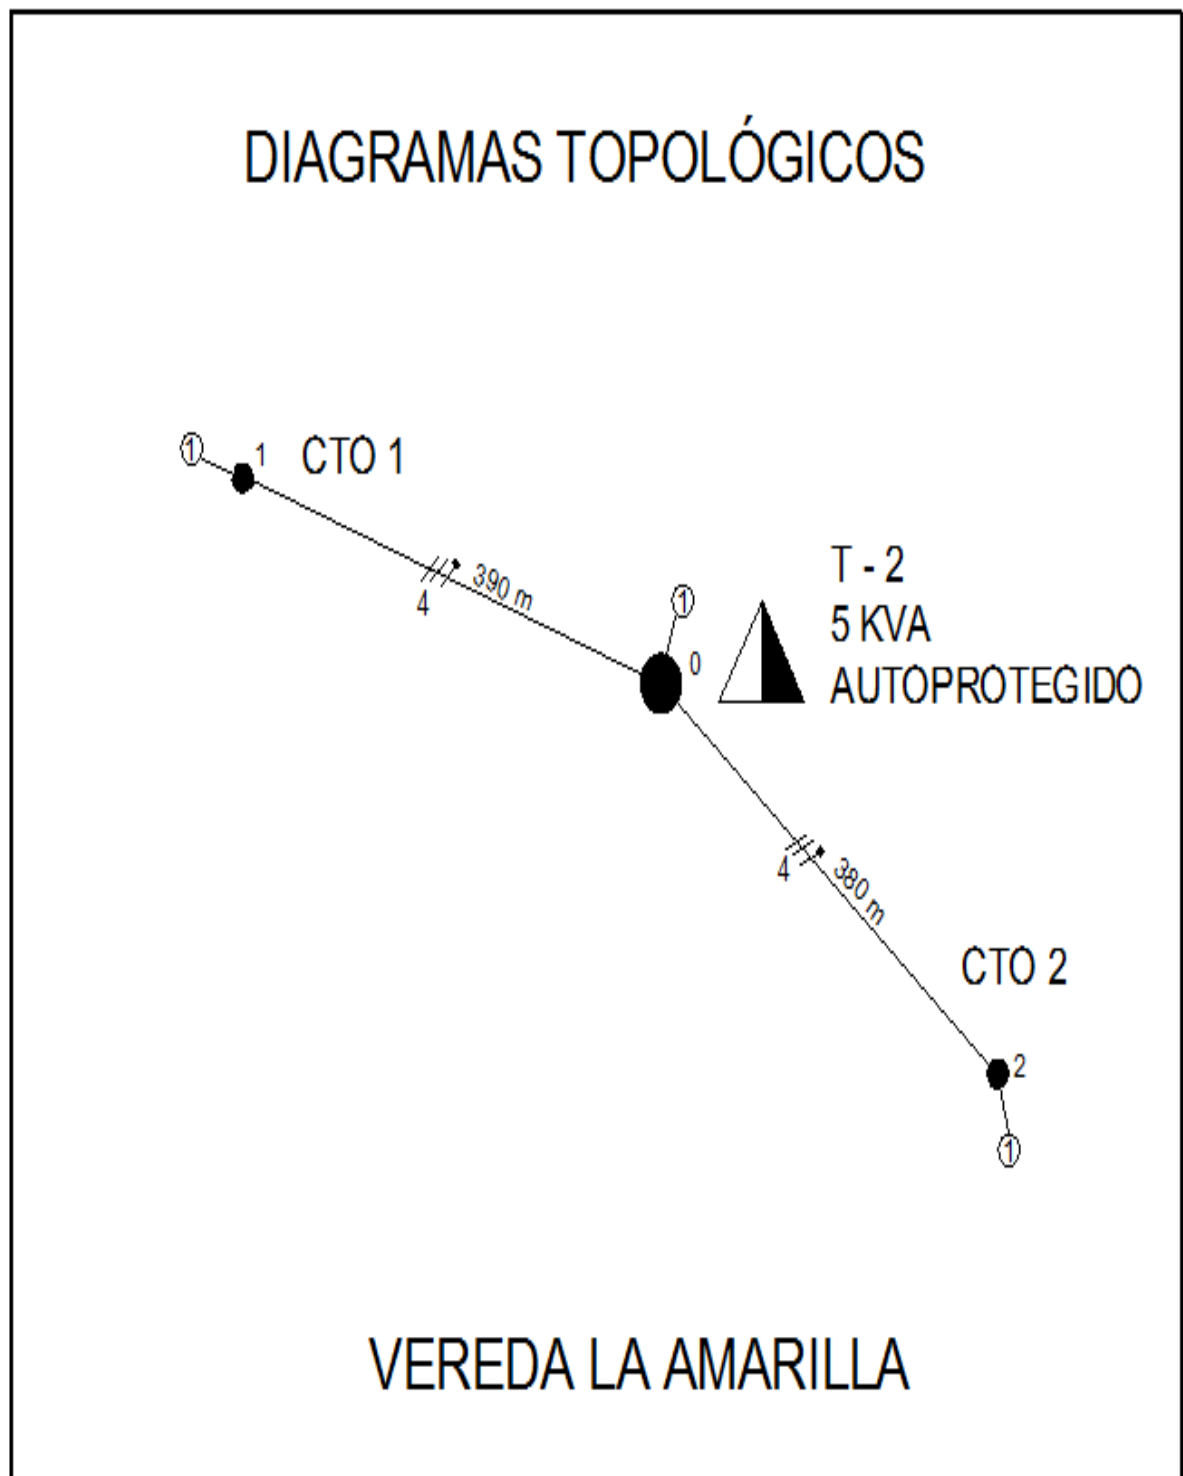 DIAGRAMAS TOPOLÓGICOS
1
1
CTO 1
4
390 m
1
0
T - 2
5 KVA
AUTOPROTEGIDO
4
380 m
CTO 2
2
1
VEREDA LA AMARILLA